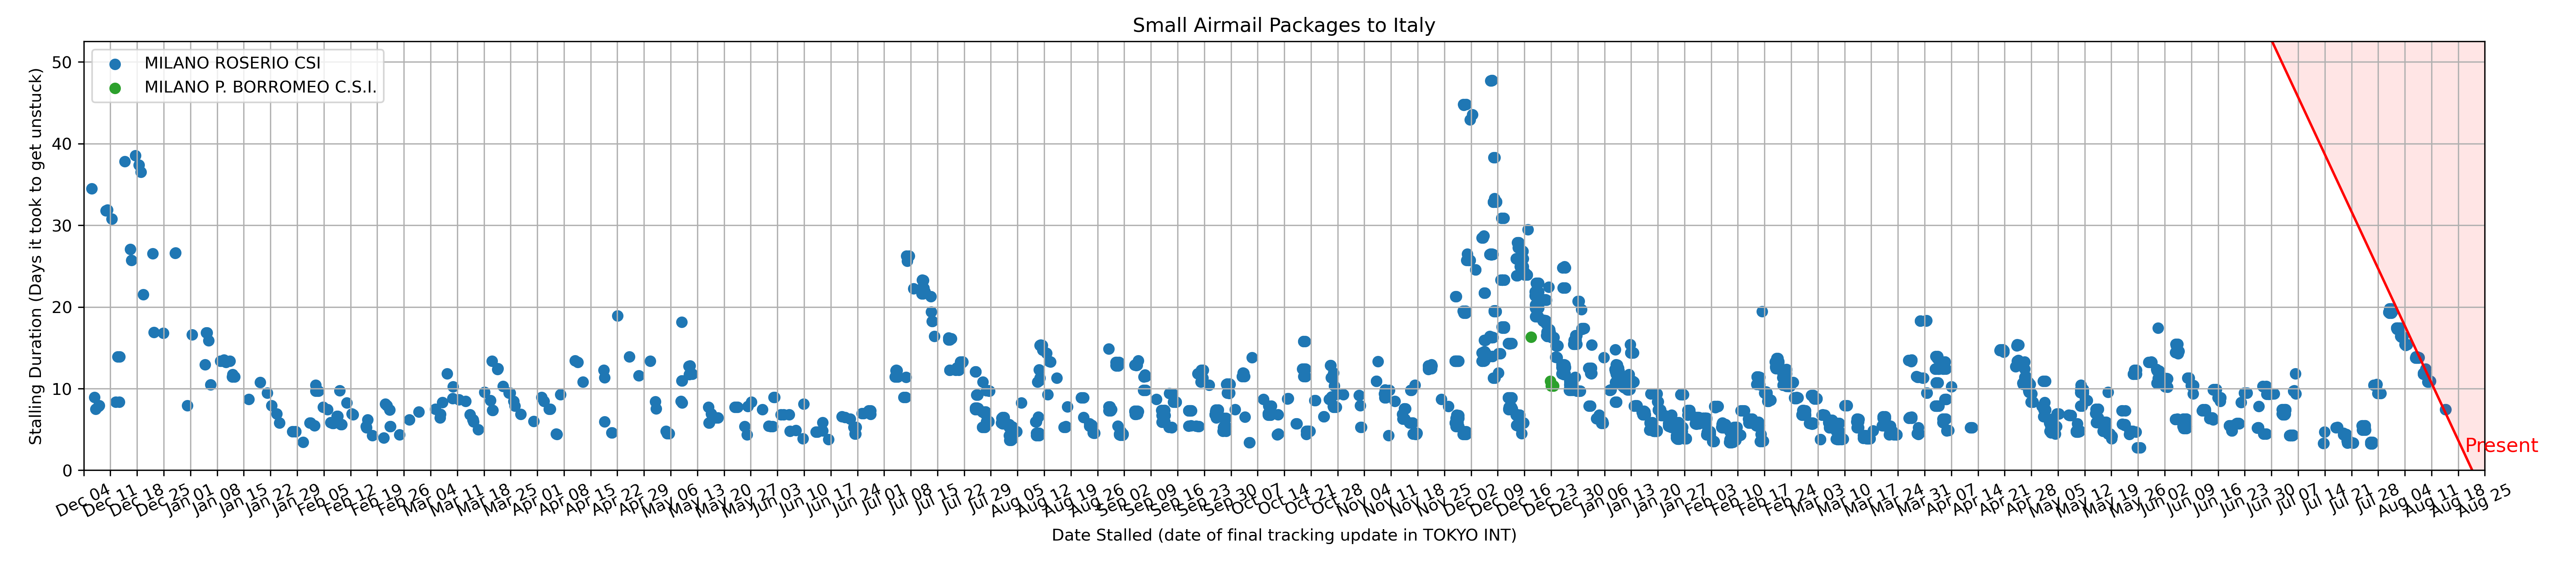 Small Airmail Packages to Italy
MILANO ROSERIO CSI
MILANO P. BORROMEO C.S.I.
Stalling Duration (Days it took to get unstuck)
50
40
30
20
10
0
Present
Dec 04
Dec 11
Dec 18
Dec 25
Jan 01
Jan 08
Jan 15
Jan 22
Jan 29
Feb 05
Feb 12
Feb 19
Feb 26
Mar 04
Mar 11
Mar 18
Mar 25
Apr 01
Apr 08
Apr 15
Apr 22
Apr 29
May 06
May 13
May 20
May 27
Jun 03
Jun 10
Jun 17
Jun 24
Jul 01
Jul 08
Jul 15
Jul 22
Jul 29
Aug 05
Aug 12
Aug 19
Aug 26
Sep 02
Sep 09
Sep 16
Sep 23
Sep 30
Oct 07
Oct 14
Oct 21
Oct 28
Nov 04
Nov 11
Nov 18
Nov 25
Dec 02
Dec 09
Dec 16
Dec 23
Dec 30
Jan 06
Jan 13
Jan 20
Jan 27
Feb 03
Feb 10
Feb 17
Feb 24
Mar 03
Mar 10
Mar 17
Mar 24
Mar 31
Apr 07
Apr 14
Apr 21
Apr 28
May 05
May 12
May 19
May 26
Jun 02
Jun 09
Jun 16
Jun 23
Jun 30
Jul 07
Jul 14
Jul 21
Jul 28
Aug 04
Aug 11
Aug 18
Aug 25
Date Stalled (date of final tracking update in TOKYO INT)